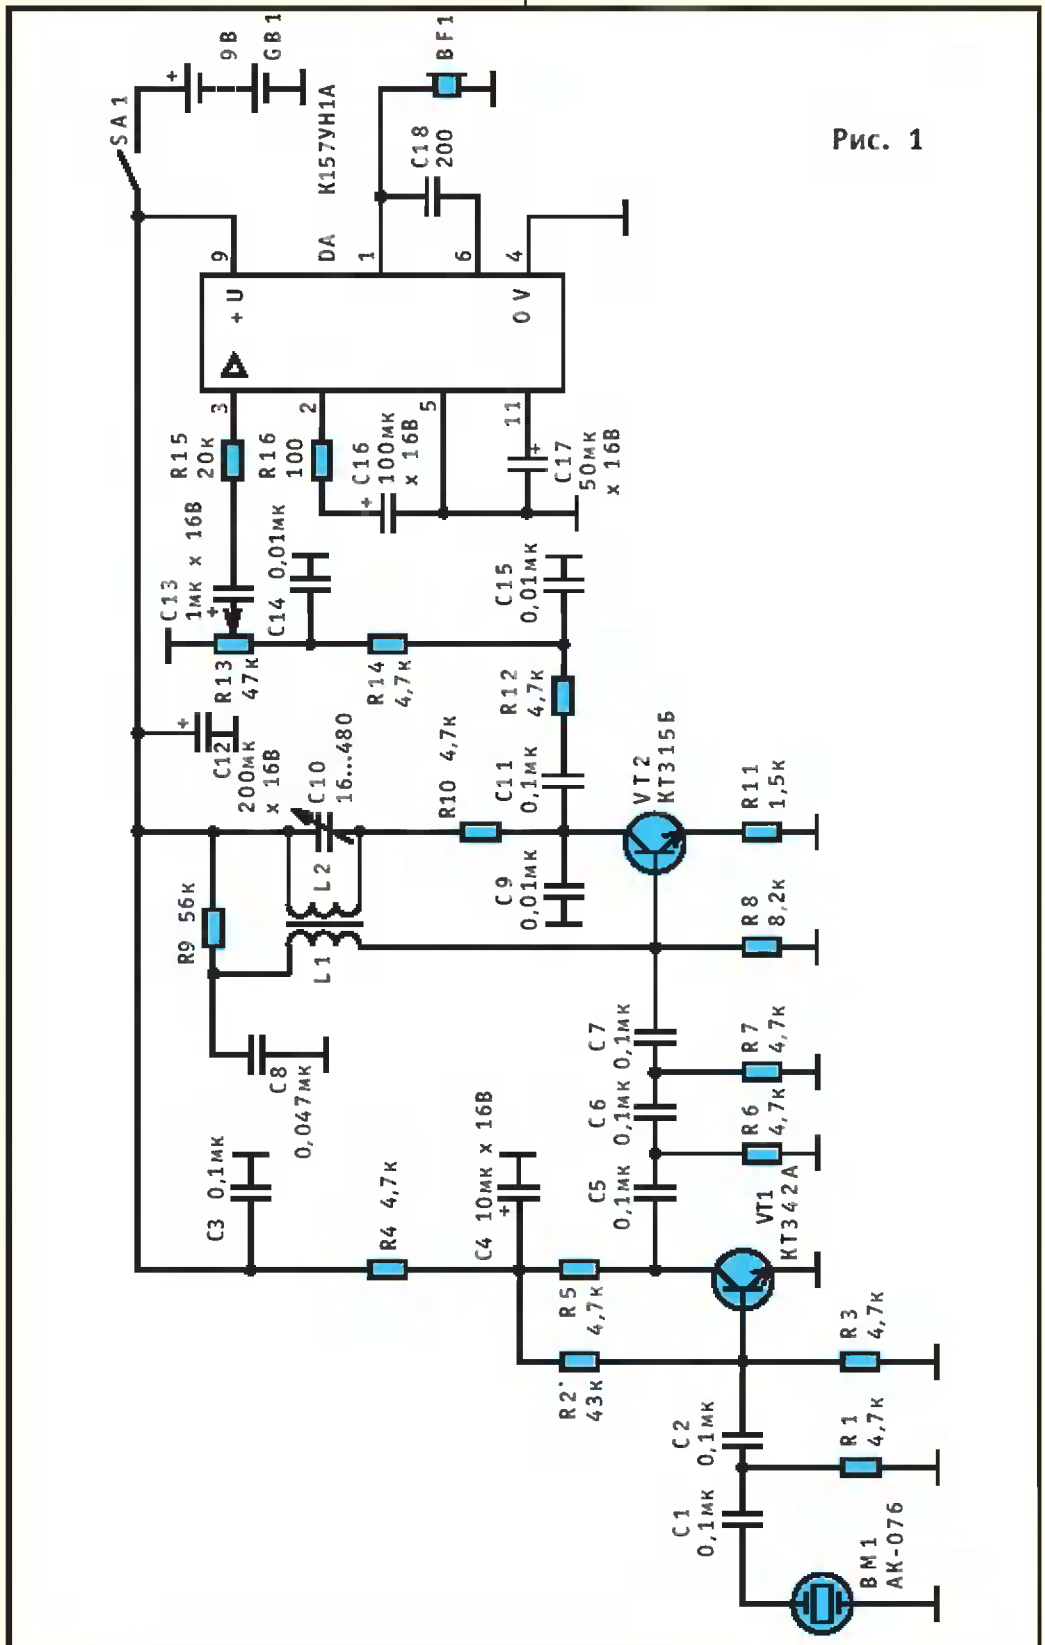 Рис. 1
SA1
9В
GB1
К157УН1А
DA
BF1
C18
200
9
1
6
4
+U
0V
3
2
5
11
R15
20к
R16
100
C16
100мк
x 16В
C17
50мк
x 16В
C13
1мк x 16В
+
C14 0,01мк
C15
0,01мк
R13
47к
R14
4,7к
R12
4,7к
C12
200мк
x 16В
C10
16...480
R10 4,7к
C11
0,1мк
VT2
КТ315Б
R11
1,5к
R9 56к
L2
L1
C9
0,01мк
R8
8,2к
C8
0,047мк
C7
0,1мк
R7
4,7к
C6
0,1мк
R6
4,7к
C3 0,1мк
R4 4,7к
C4 10мк x 16В
C5
0,1мк
VT1
КТ342А
R5
4,7к
R2*
43к
R3
4,7к
C2
0,1мк
R1
4,7к
C1
0,1мк
BM1
АК-076